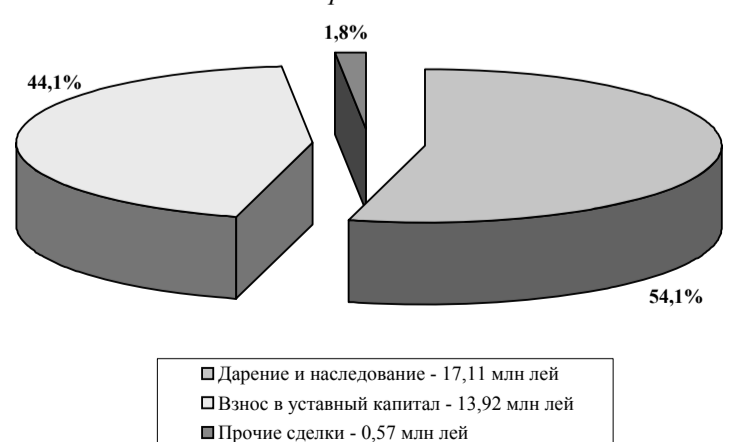 1,8%
44,1%
54,1%
Дарение и наследование - 17,11 млн лей
Взнос в уставный капитал - 13,92 млн лей
Прочие сделки - 0,57 млн лей